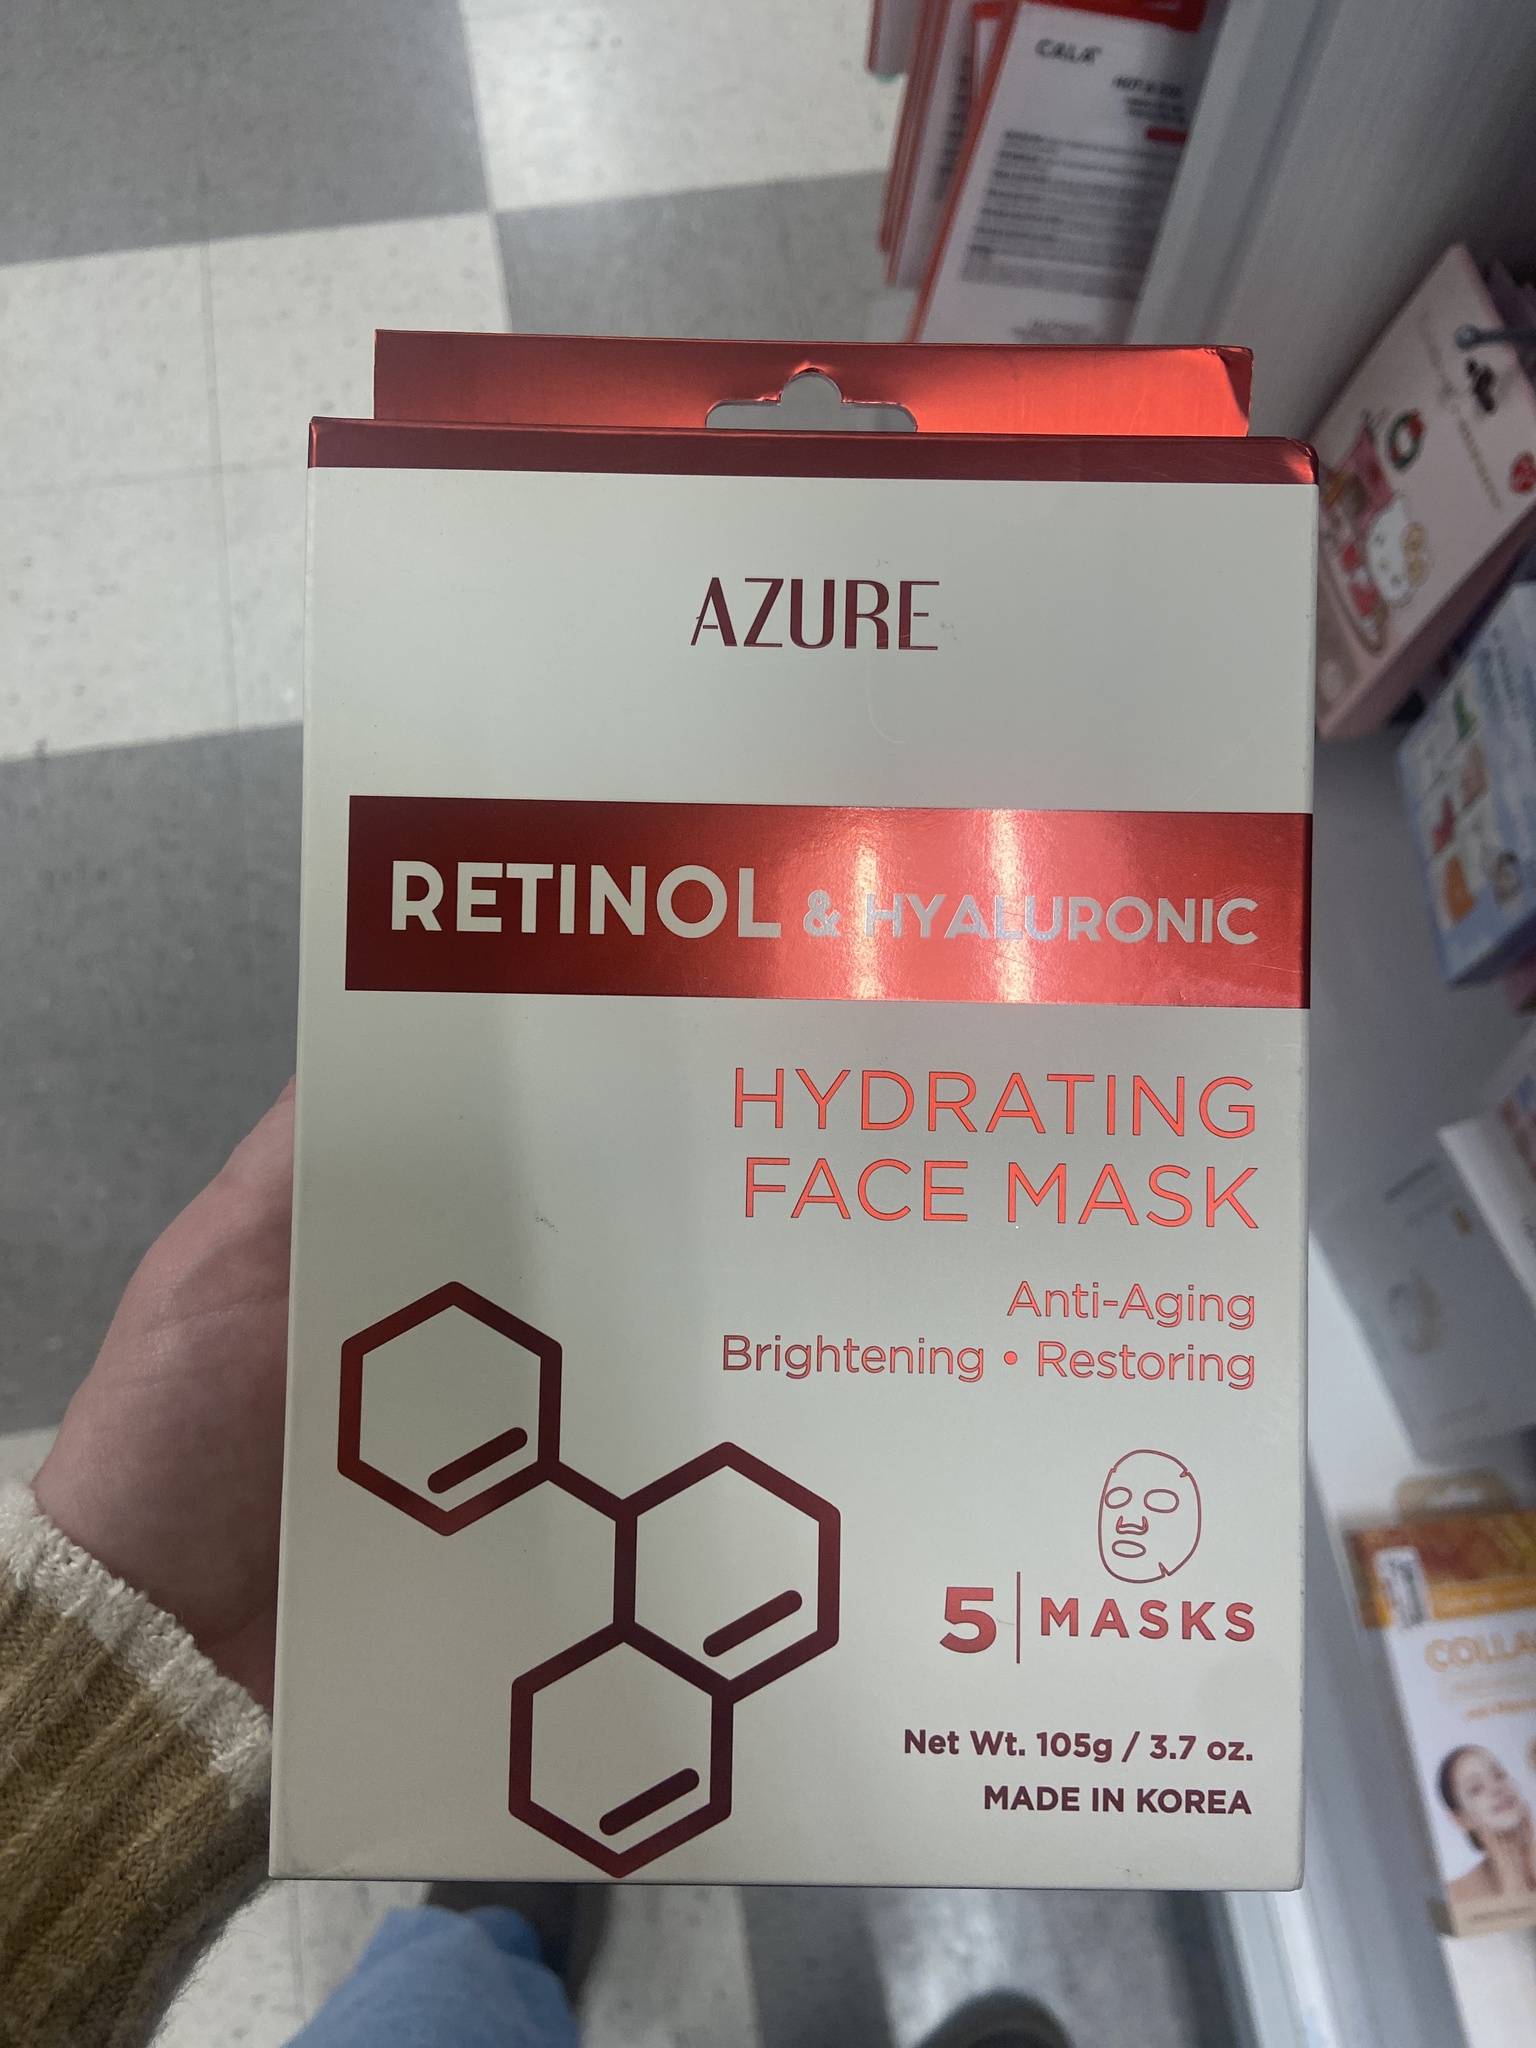 CALA
AZURE
RETINOL & HYALURONIC
HYDRATING
FACE MASK
Anti-Aging
Brightening • Restoring
5 | MASKS
Net Wt. 105g / 3.7 oz.
MADE IN KOREA